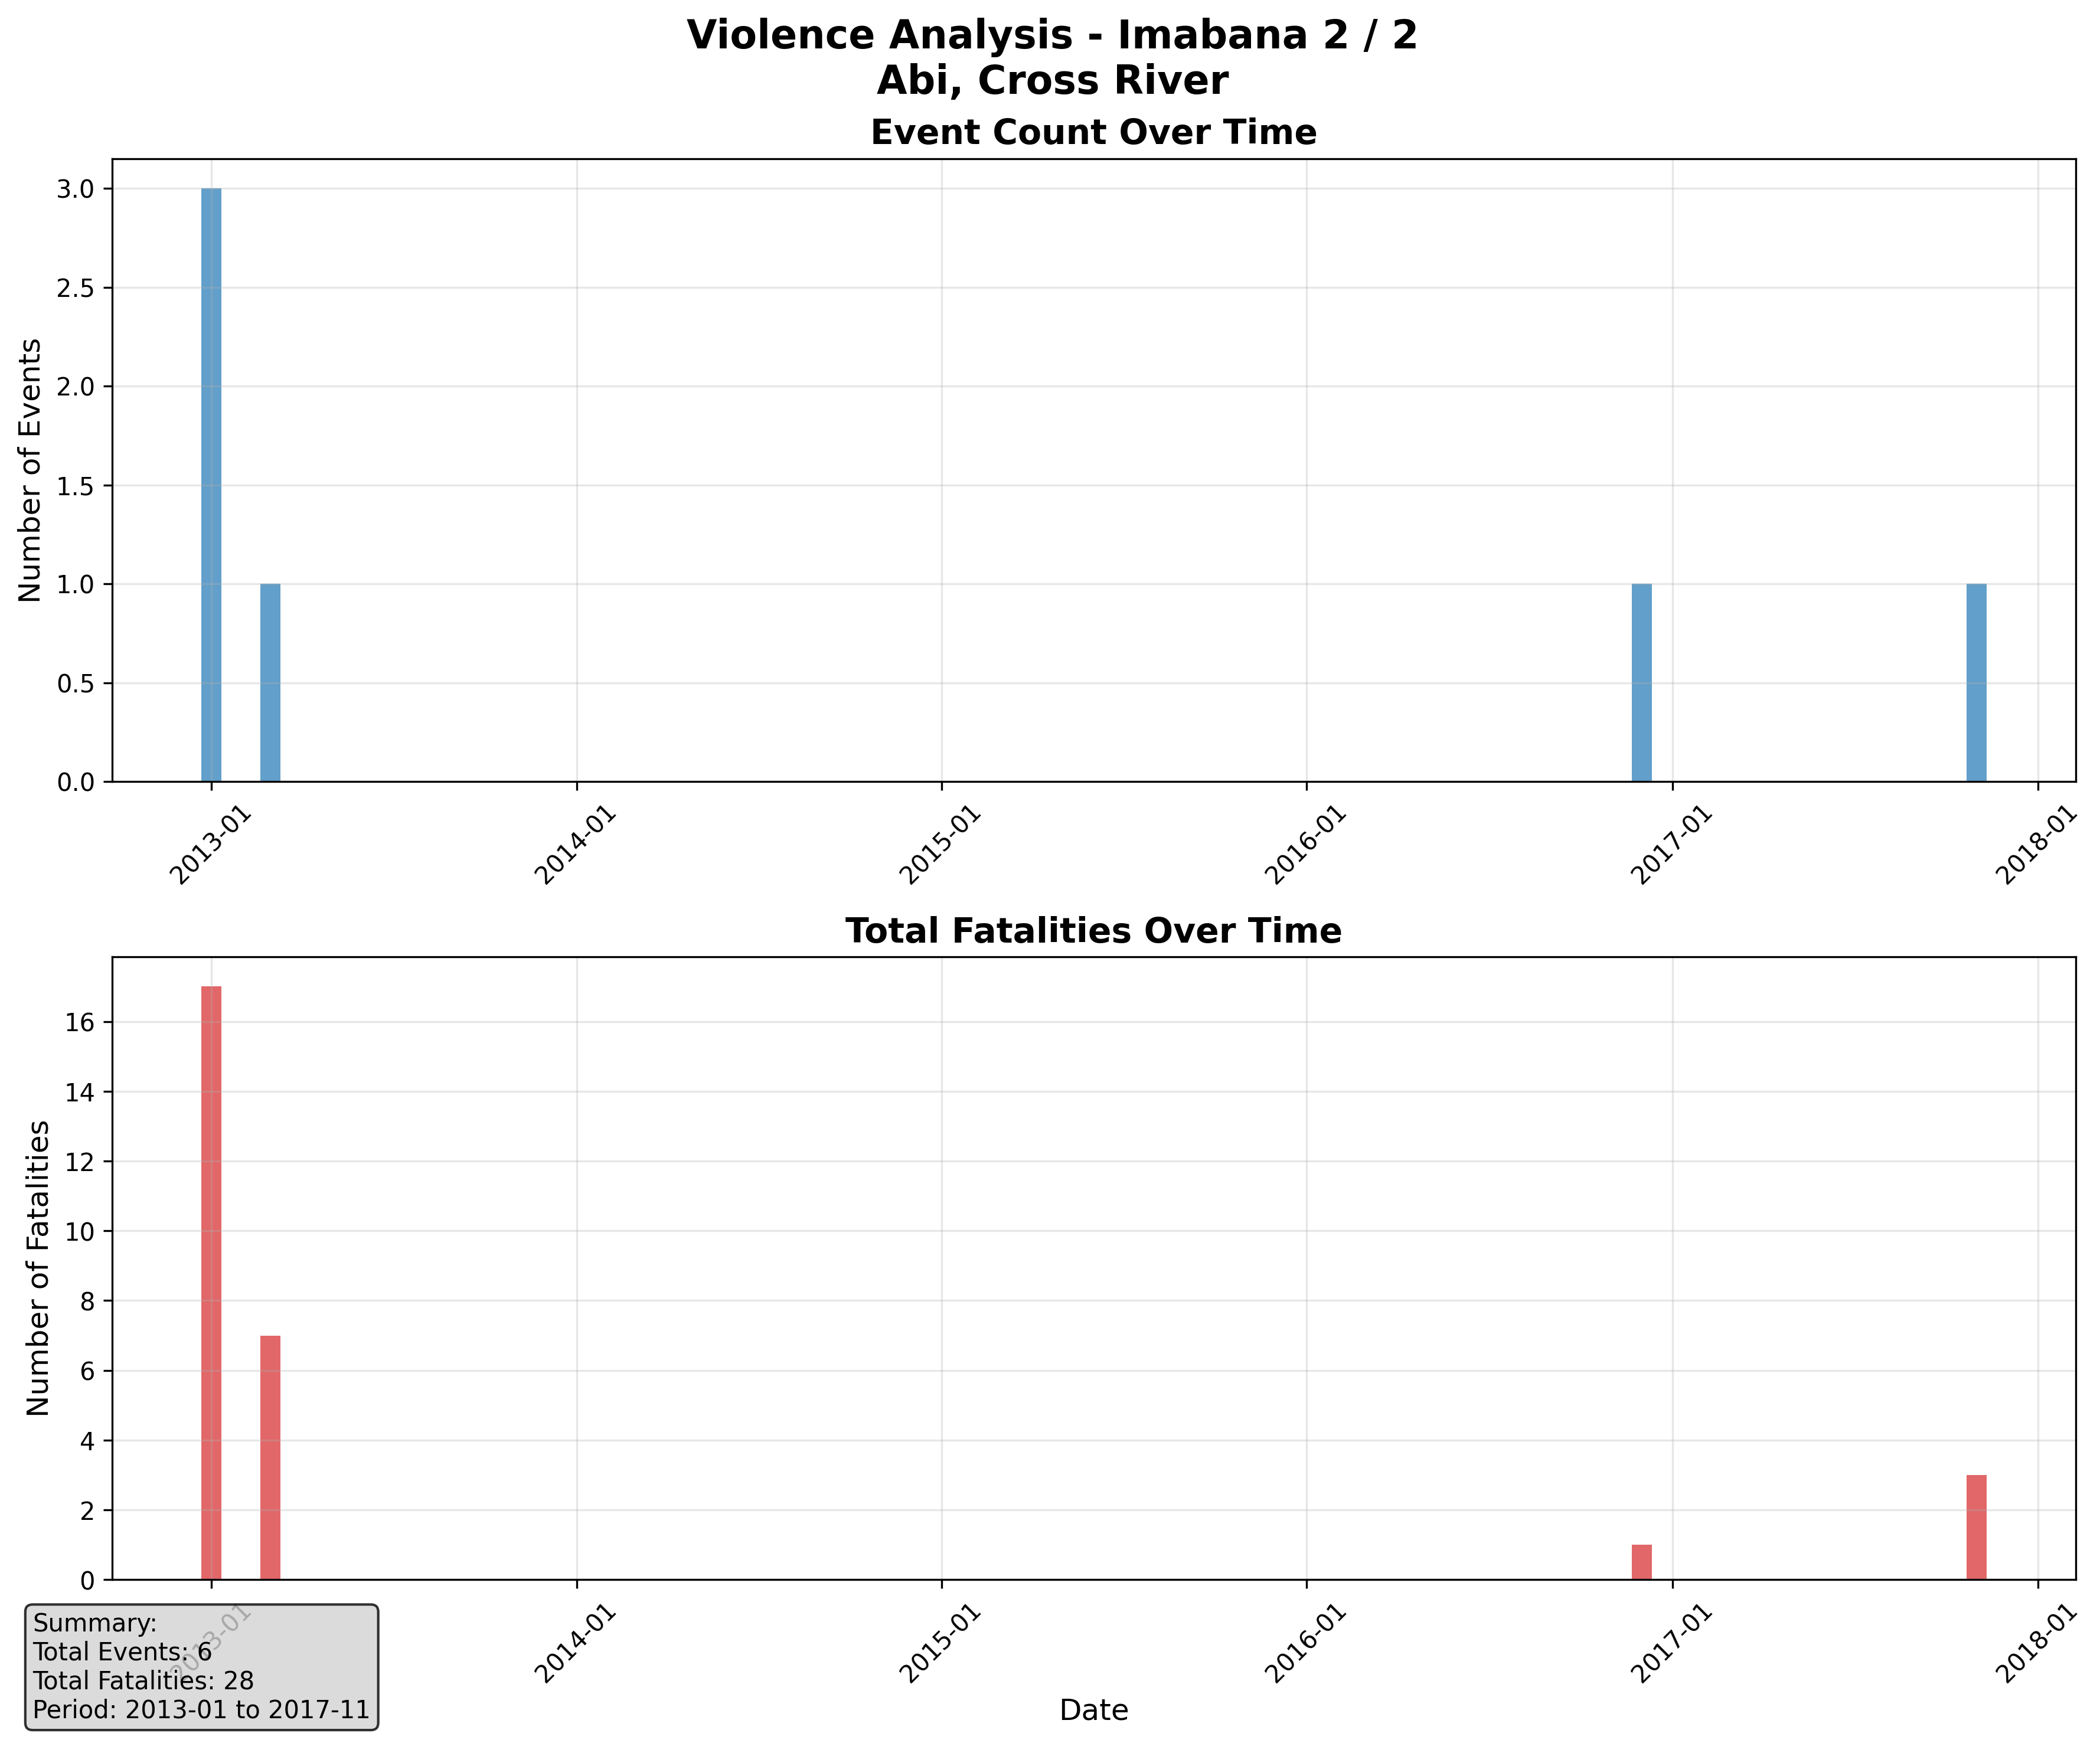 Violence Analysis - Imabana 2 / 2
Abi, Cross River
Event Count Over Time
Number of Events
3.0
2.5
2.0
1.5
1.0
0.5
0.0
2013-01
2014-01
2015-01
2016-01
2017-01
2018-01
Total Fatalities Over Time
Number of Fatalities
16
14
12
10
8
6
4
2
0
2013-01
2014-01
2015-01
2016-01
2017-01
2018-01
Date
Summary:
Total Events: 6
Total Fatalities: 28
Period: 2013-01 to 2017-11